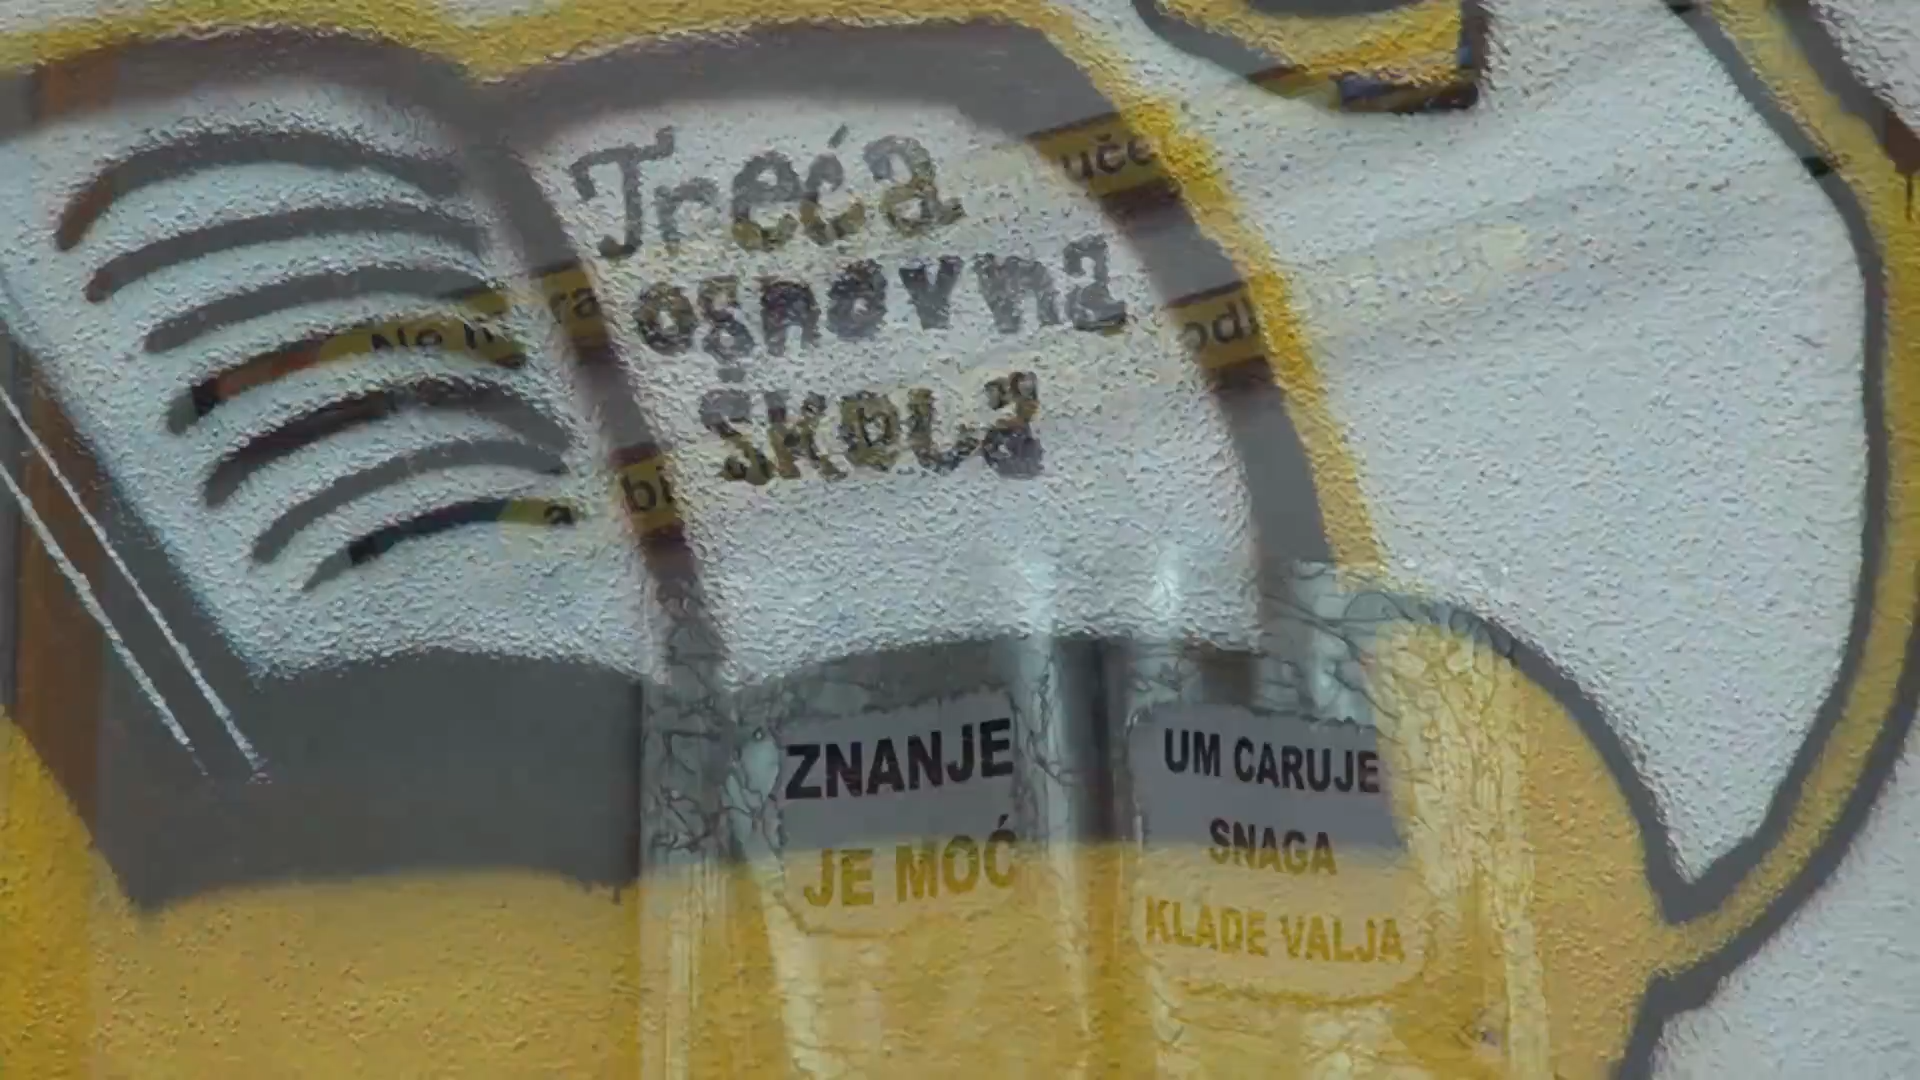 Treća
osnovna
škola
ZNANJE
JE MOĆ
UM CARUJE
SNAGA
KLADE VALJA